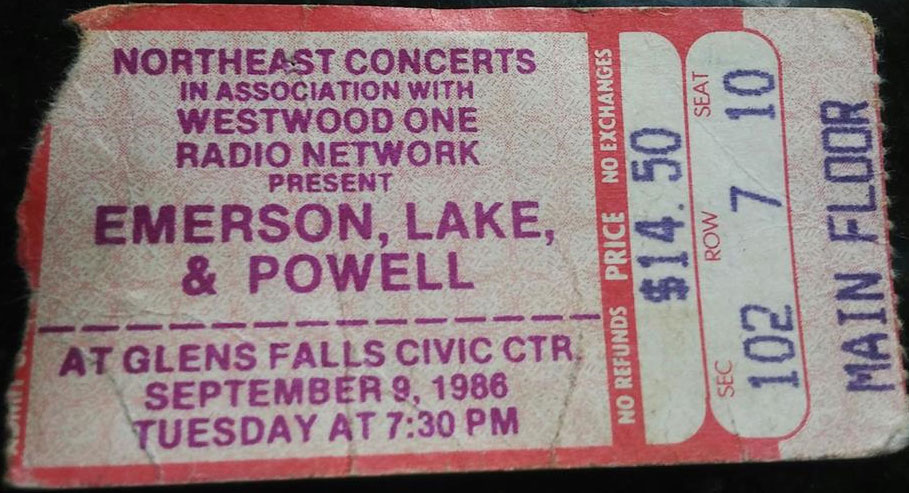 NORTHEAST CONCERTS
IN ASSOCIATION WITH
WESTWOOD ONE
RADIO NETWORK
PRESENT
EMERSON, LAKE,
& POWELL
AT GLENS FALLS CIVIC CTR
SEPTEMBER 9, 1986
TUESDAY AT 7:30 PM
NO REFUNDS PRICE NO EXCHANGES
$14.50
SEC ROW SEAT
102 7 10
MAIN FLOOR